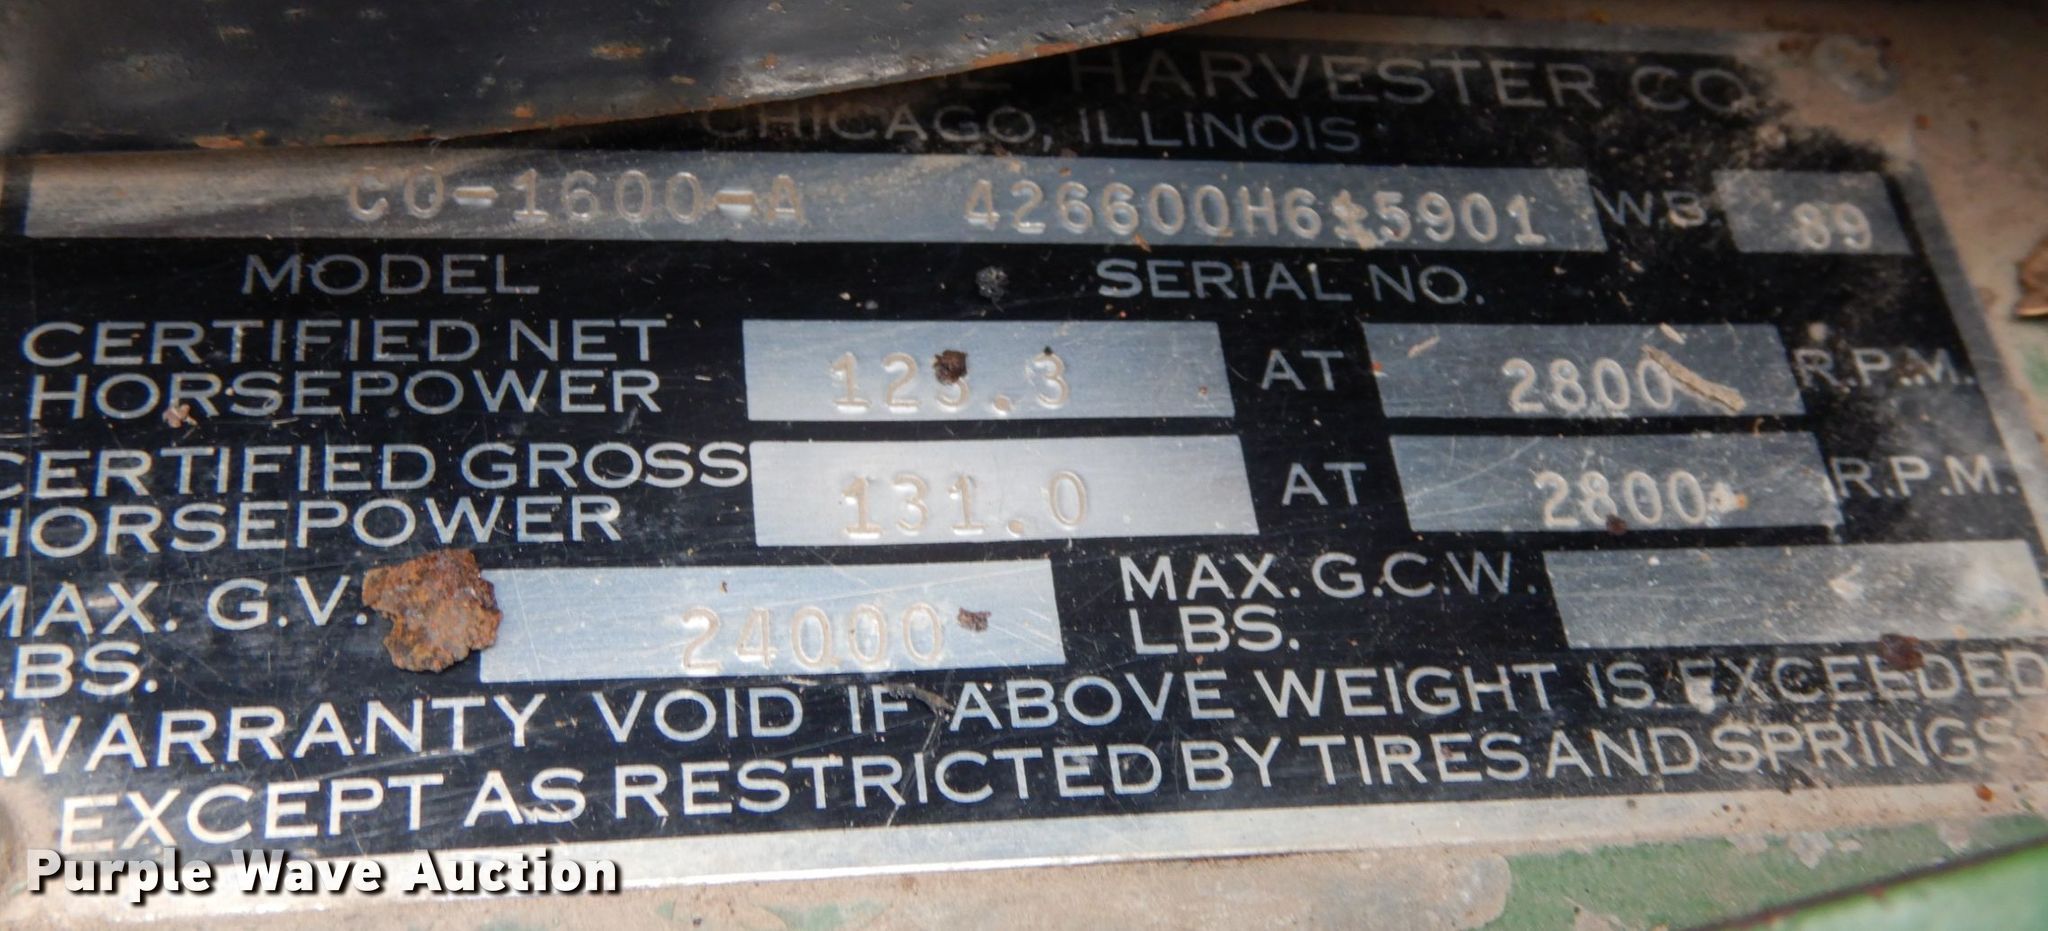 HARVESTER CO.
CHICAGO, ILLINOIS
CO-1600-A 426600H615901 WB 89
MODEL SERIAL NO.
CERTIFIED NET HORSEPOWER AT 2800 R.P.M.
CERTIFIED GROSS HORSEPOWER 131.0 AT 2800 R.P.M.
MAX. G.V. LBS. 24000 MAX. G.C.W. LBS.
WARRANTY VOID IF ABOVE WEIGHT IS EXCEEDED
EXCEPT AS RESTRICTED BY TIRES AND SPRINGS
Purple Wave Auction